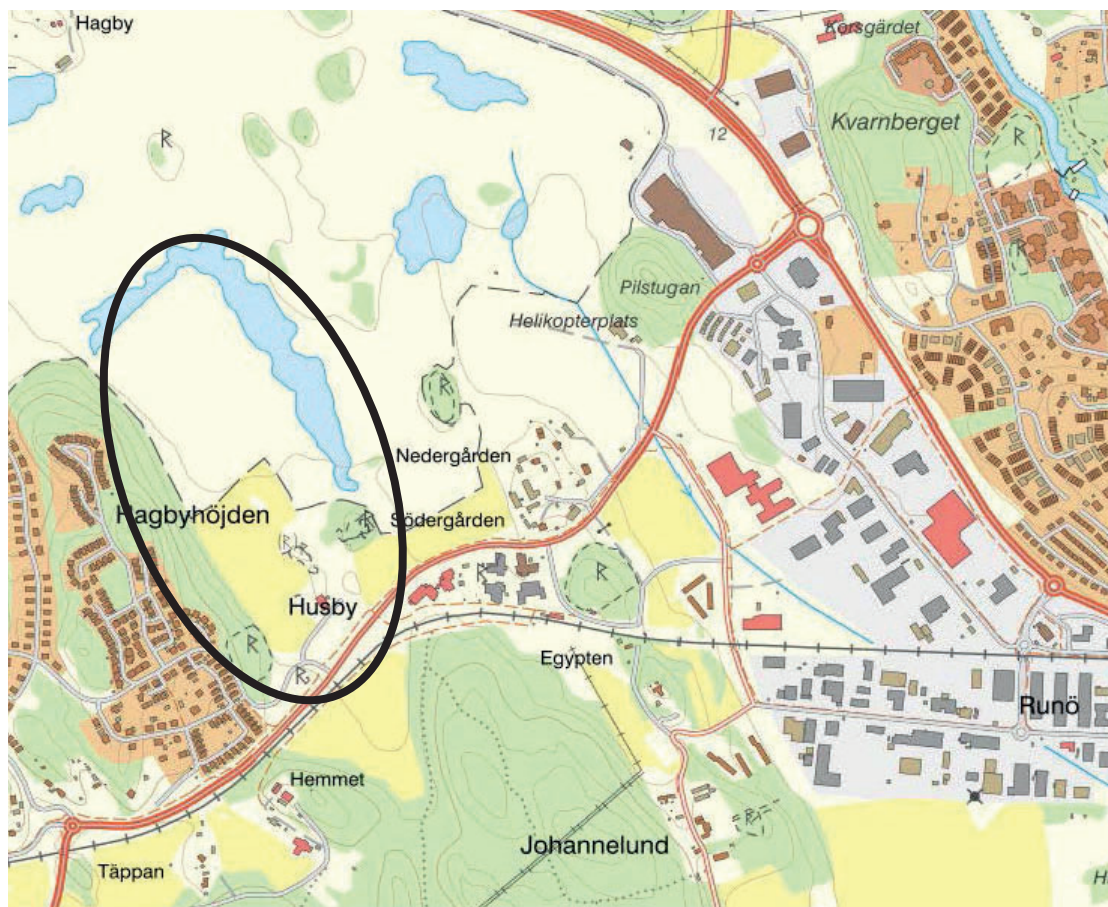 Hagby
Korsgärdet
Kvarnberget
12
R
R
R
Pilstugan
Helikopterplats
R
Nedergården
Hagbyhöjden
R
Södergården
R
R
R
R
Husby
R
R
Egypten
Runö
Hemmet
R
Johannelund
Täppan